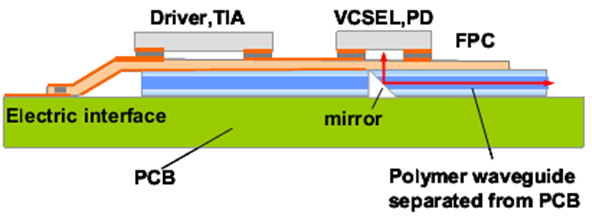 Driver,TIA
VCSEL,PD
FPC
Electric interface
mirror
PCB
Polymer waveguide
separated from PCB